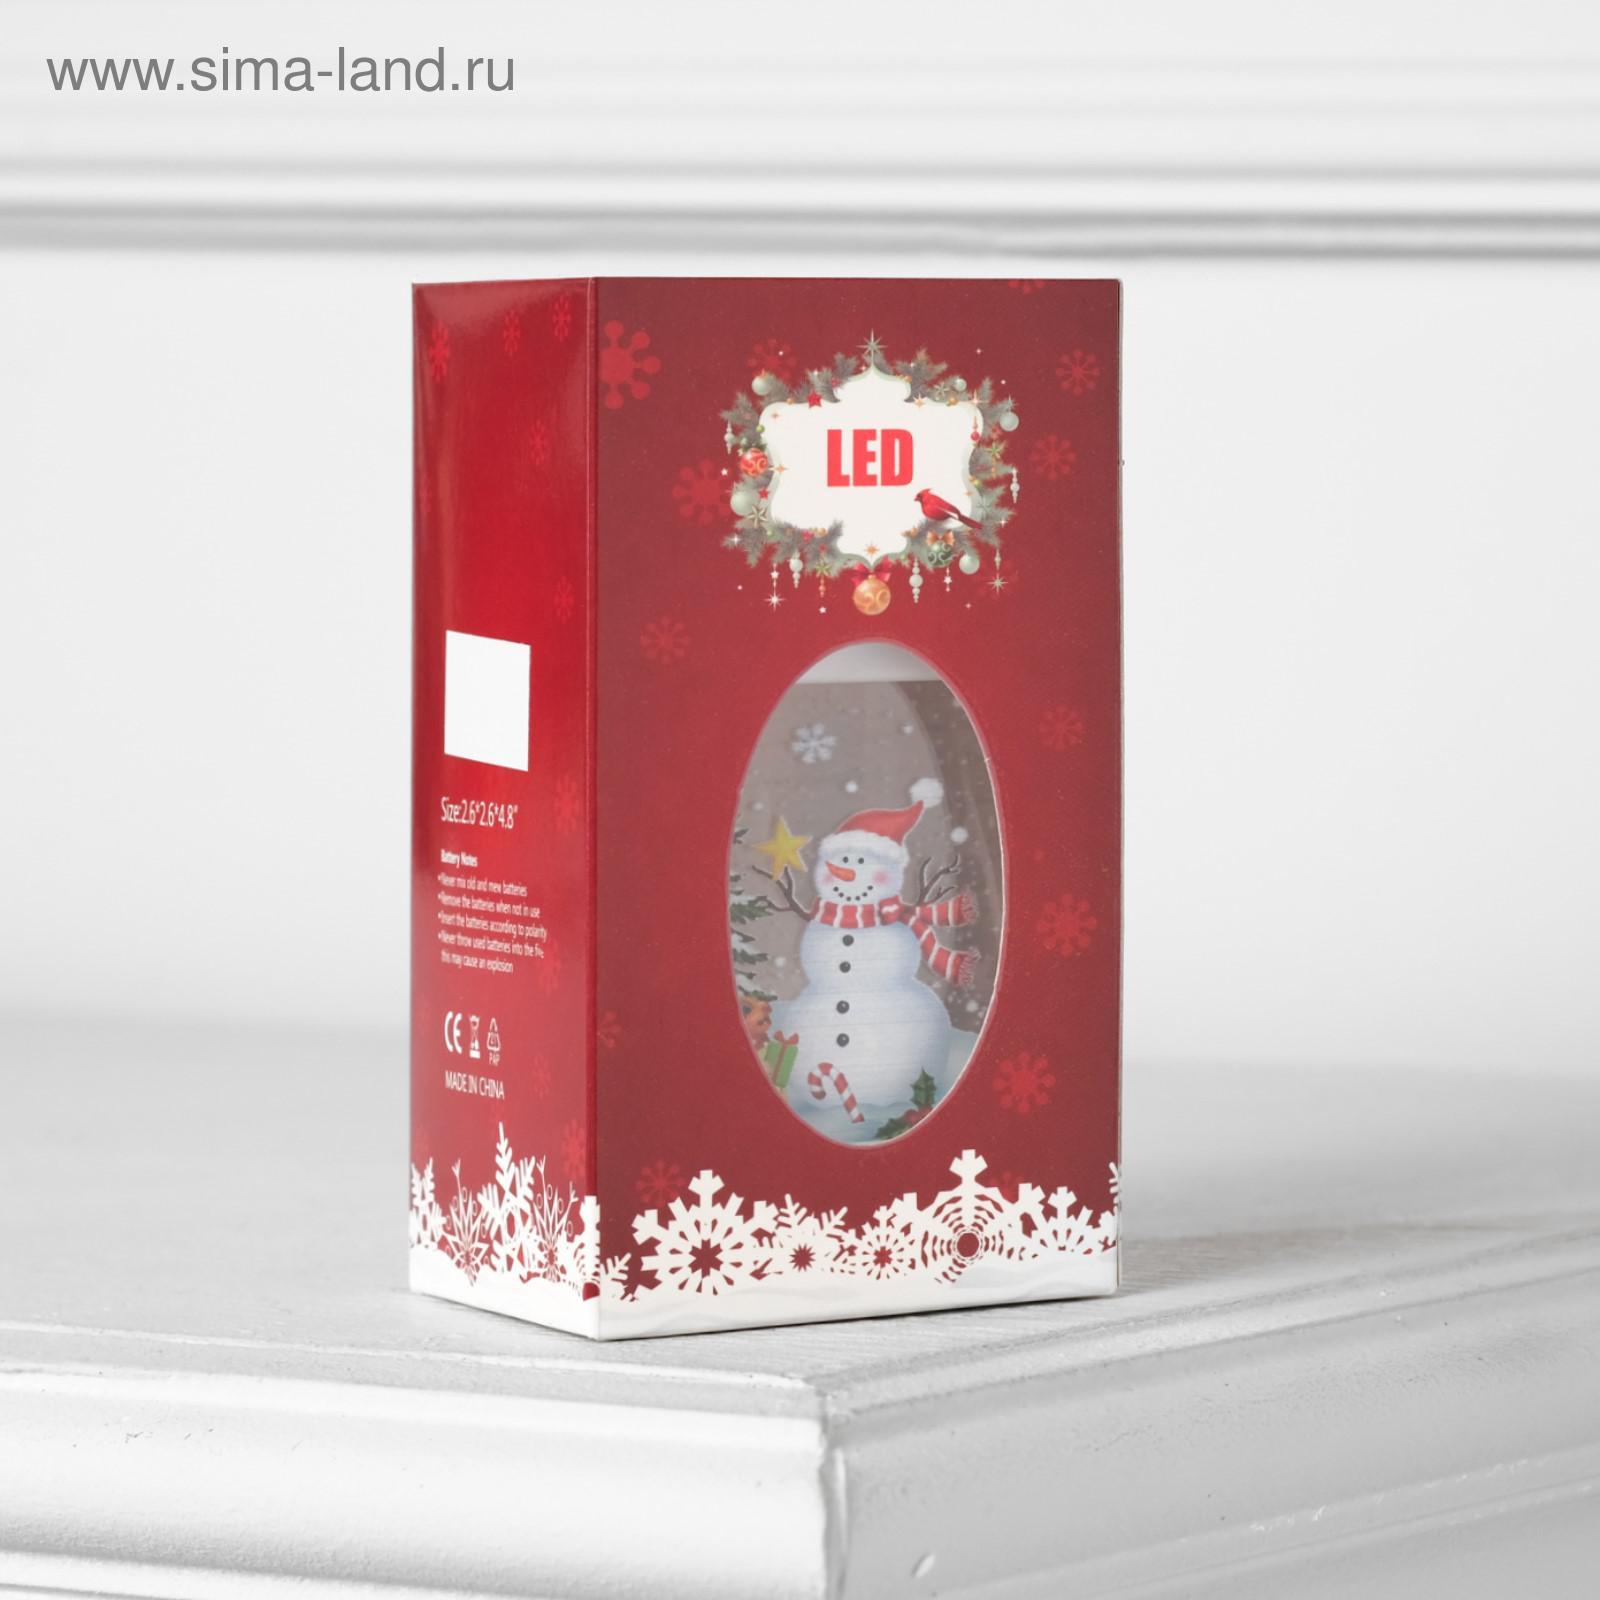 www.sima-land.ru
LED
Size:2.6*2.6*4.8"
Battery Notes
*Never mix old and new batteries
*Remove the batteries when not in use
*Insert the batteries according to polarity
*Never throw used batteries into the fire
this may cause an explosion
CE
PAP
MADE IN CHINA